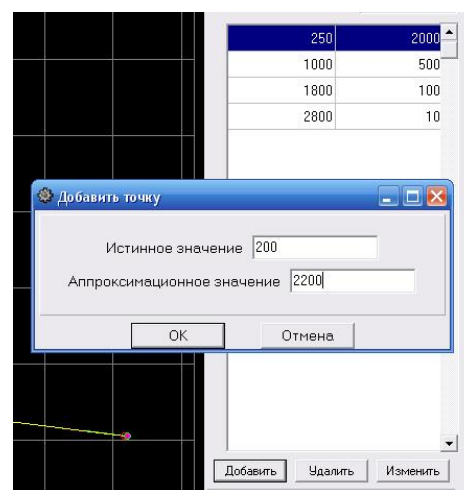 250 2000
1000 500
1800 100
2800 10
Добавить точку
Истинное значение 200
Аппроксимационное значение 2200
OK Отмена
Добавить Удалить Изменить